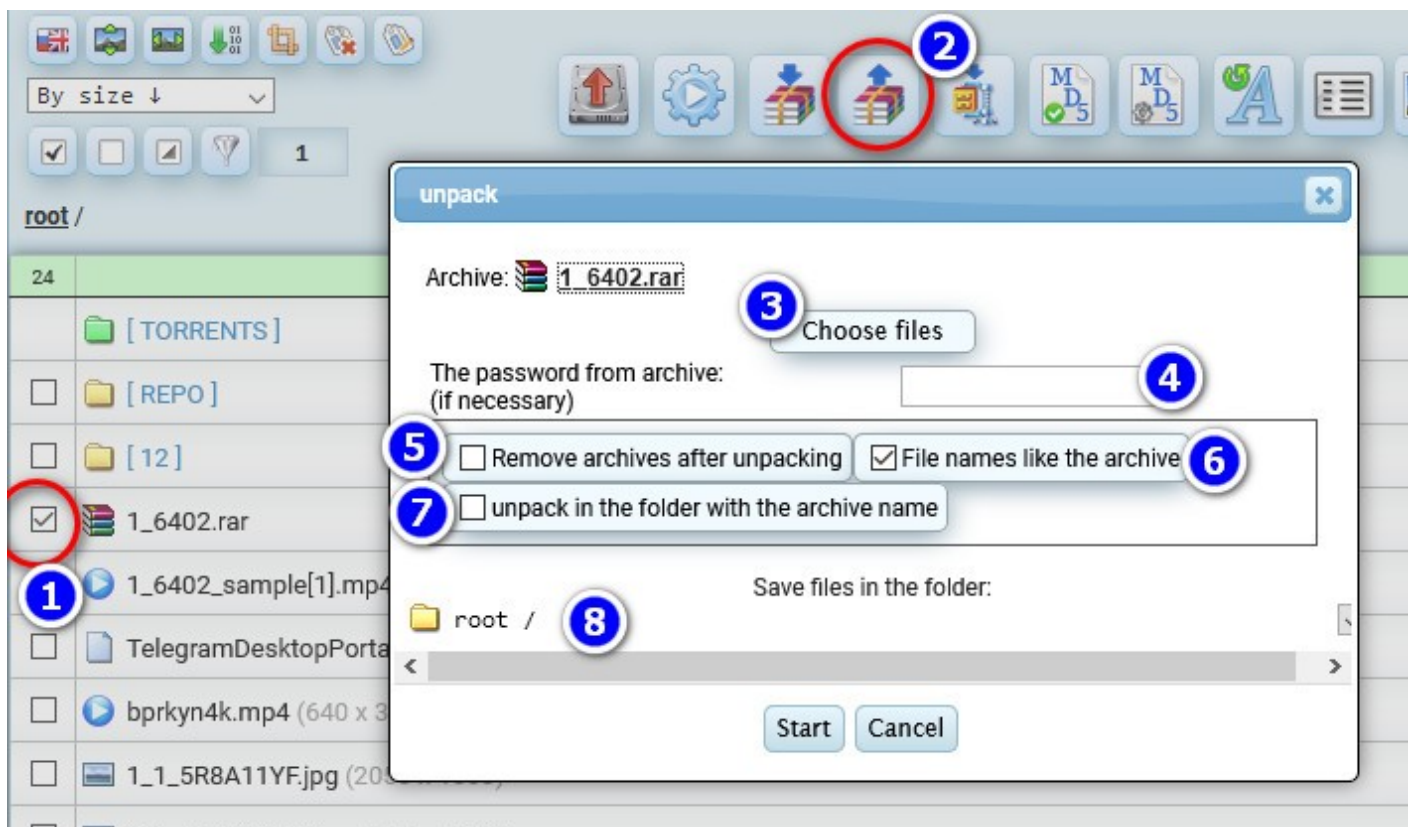 2
By size ↓
M D5
M D5
A
1
root /
unpack
24
Archive: 1_6402.rar
3
Choose files
[ TORRENTS ]
The password from archive:
(if necessary)
4
[ REPO ]
5
Remove archives after unpacking
File names like the archive
6
[ 12 ]
7
unpack in the folder with the archive name
1_6402.rar
1
1_6402_sample[1].mp4
Save files in the folder:
root /
8
TelegramDesktopPorta
bprkyn4k.mp4 (640 x 3
Start
Cancel
1_1_5R8A11YF.jpg